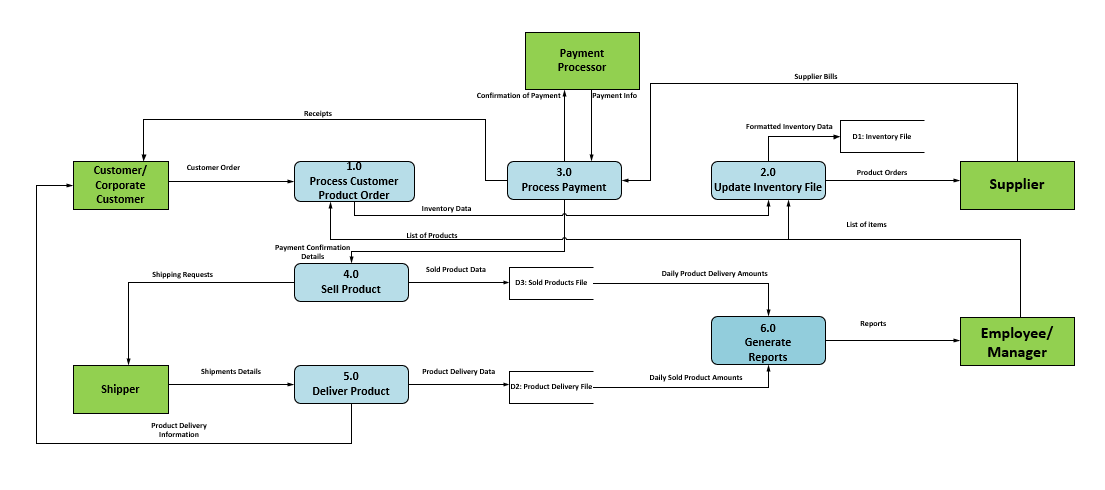 Payment
Processor
Supplier Bills
Confirmation of Payment
Payment Info
Receipts
Formatted Inventory Data
D1: Inventory File
Customer/
Corporate
Customer
Customer Order
1.0
Process Customer
Product Order
3.0
Process Payment
2.0
Update Inventory File
Product Orders
Supplier
Inventory Data
List of Products
List of items
Payment Confirmation
Details
Shipping Requests
4.0
Sell Product
Sold Product Data
D3: Sold Products File
Daily Product Delivery Amounts
6.0
Generate
Reports
Reports
Employee/
Manager
Shipper
Shipments Details
5.0
Deliver Product
Product Delivery Data
D2: Product Delivery File
Daily Sold Product Amounts
Product Delivery
Information